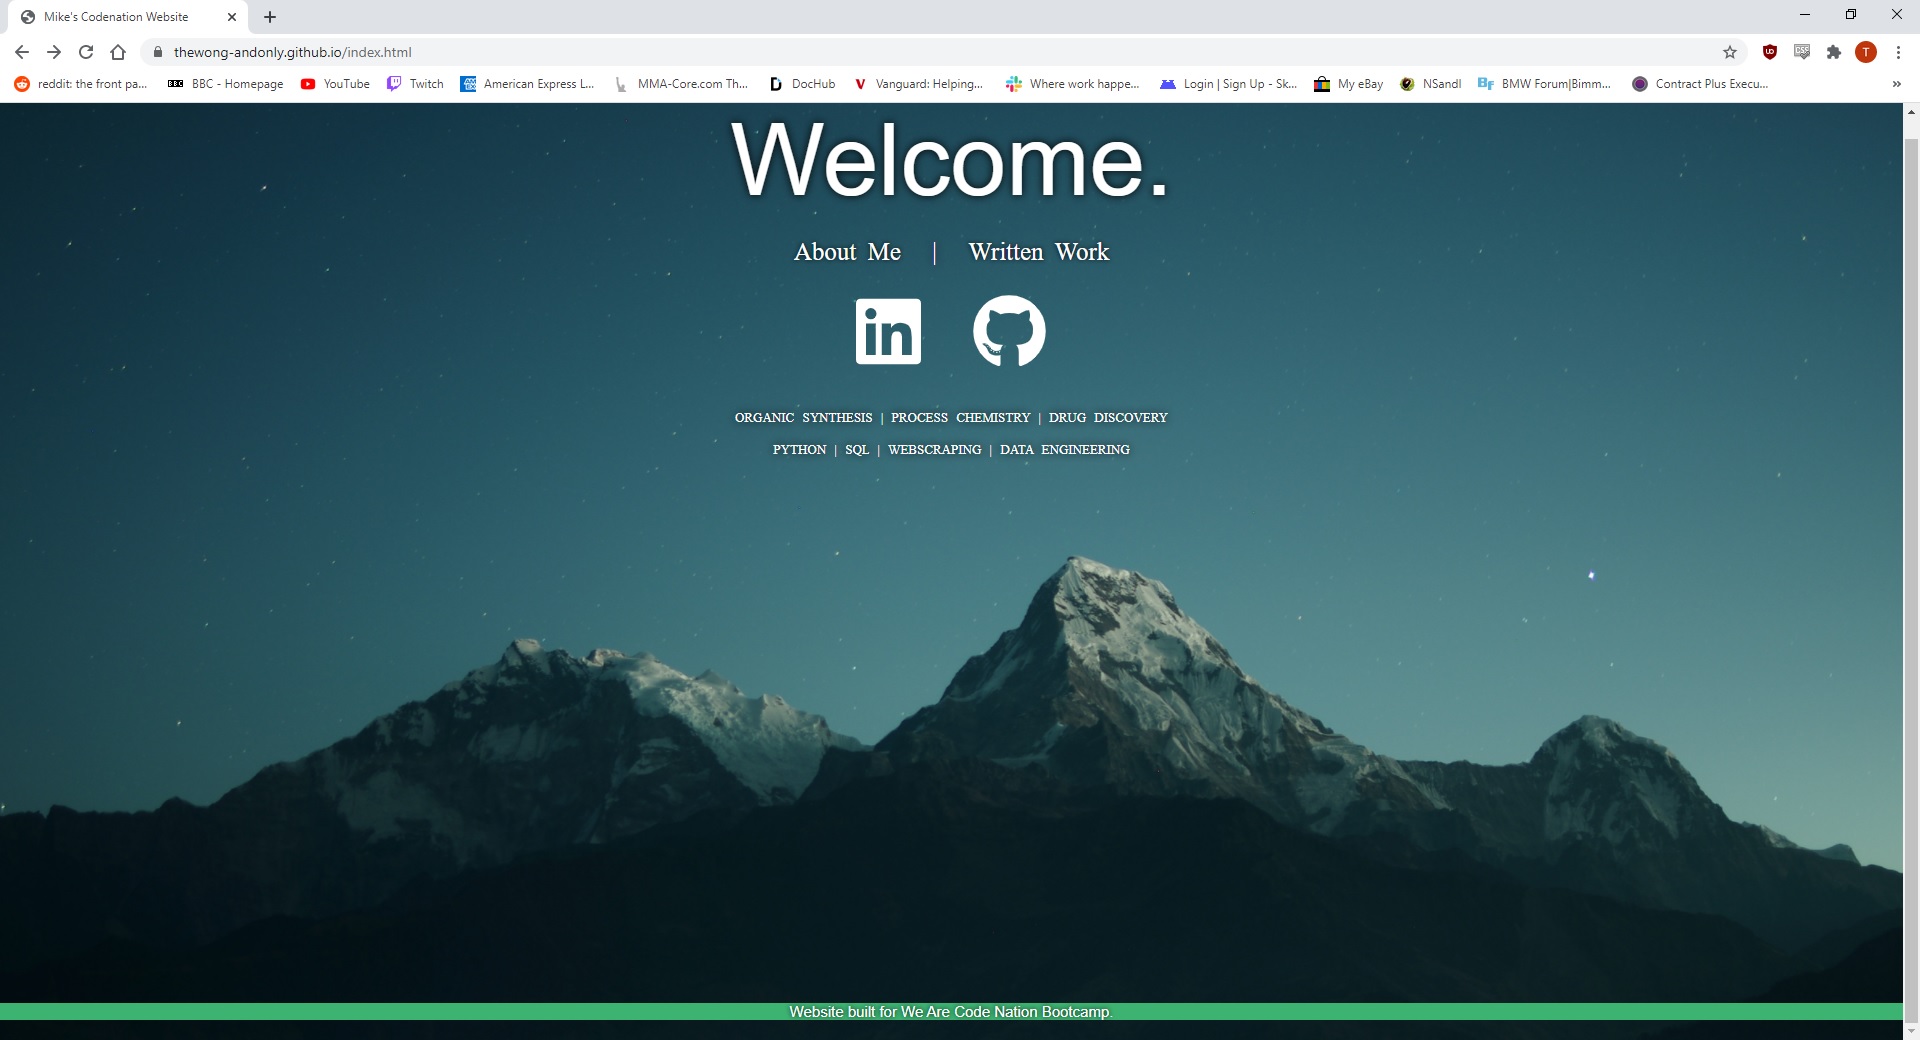 Mike's Codenation Website
thewong-andonly.github.io/index.html
T
reddit: the front pa... BBC - Homepage YouTube Twitch American Express L... MMA-Core.com Th... DocHub Vanguard: Helping... Where work happe... Login | Sign Up - Sk... My eBay NSandI BMW Forum|Bimm... Contract Plus Execu... »
Welcome.
About Me | Written Work
in
ORGANIC SYNTHESIS | PROCESS CHEMISTRY | DRUG DISCOVERY
PYTHON | SQL | WEBSCRAPING | DATA ENGINEERING
Website built for We Are Code Nation Bootcamp.